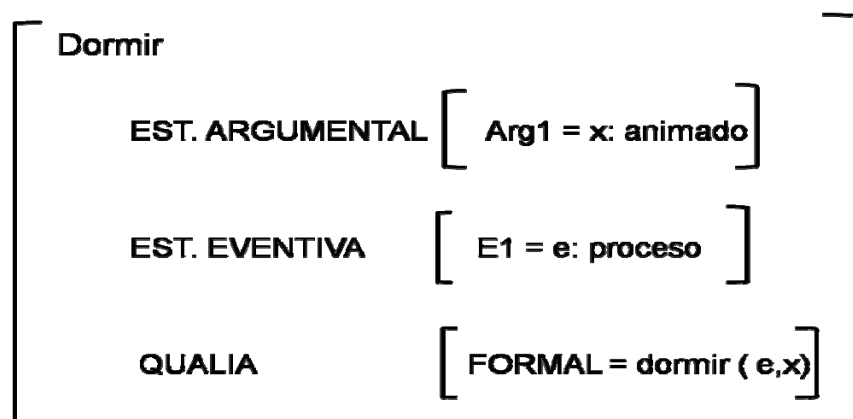 Dormir
EST. ARGUMENTAL [ Arg1 = x: animado ]
EST. EVENTIVA [ E1 = e: proceso ]
QUALIA [ FORMAL = dormir ( e,x) ]